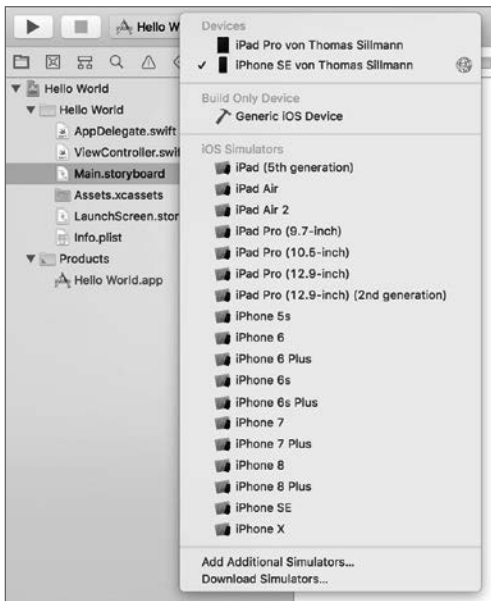 Hello W
Hello World
Hello World
AppDelegate.swift
ViewController.swif
Main.storyboard
Assets.xcassets
LaunchScreen.stor
Info.plist
Products
Hello World.app
Devices
iPad Pro von Thomas Sillmann
✓ iPhone SE von Thomas Sillmann
Build Only Device
Generic iOS Device
iOS Simulators
iPad (5th generation)
iPad Air
iPad Air 2
iPad Pro (9.7-inch)
iPad Pro (10.5-inch)
iPad Pro (12.9-inch)
iPad Pro (12.9-inch) (2nd generation)
iPhone 5s
iPhone 6
iPhone 6 Plus
iPhone 6s
iPhone 6s Plus
iPhone 7
iPhone 7 Plus
iPhone 8
iPhone 8 Plus
iPhone SE
iPhone X
Add Additional Simulators...
Download Simulators...